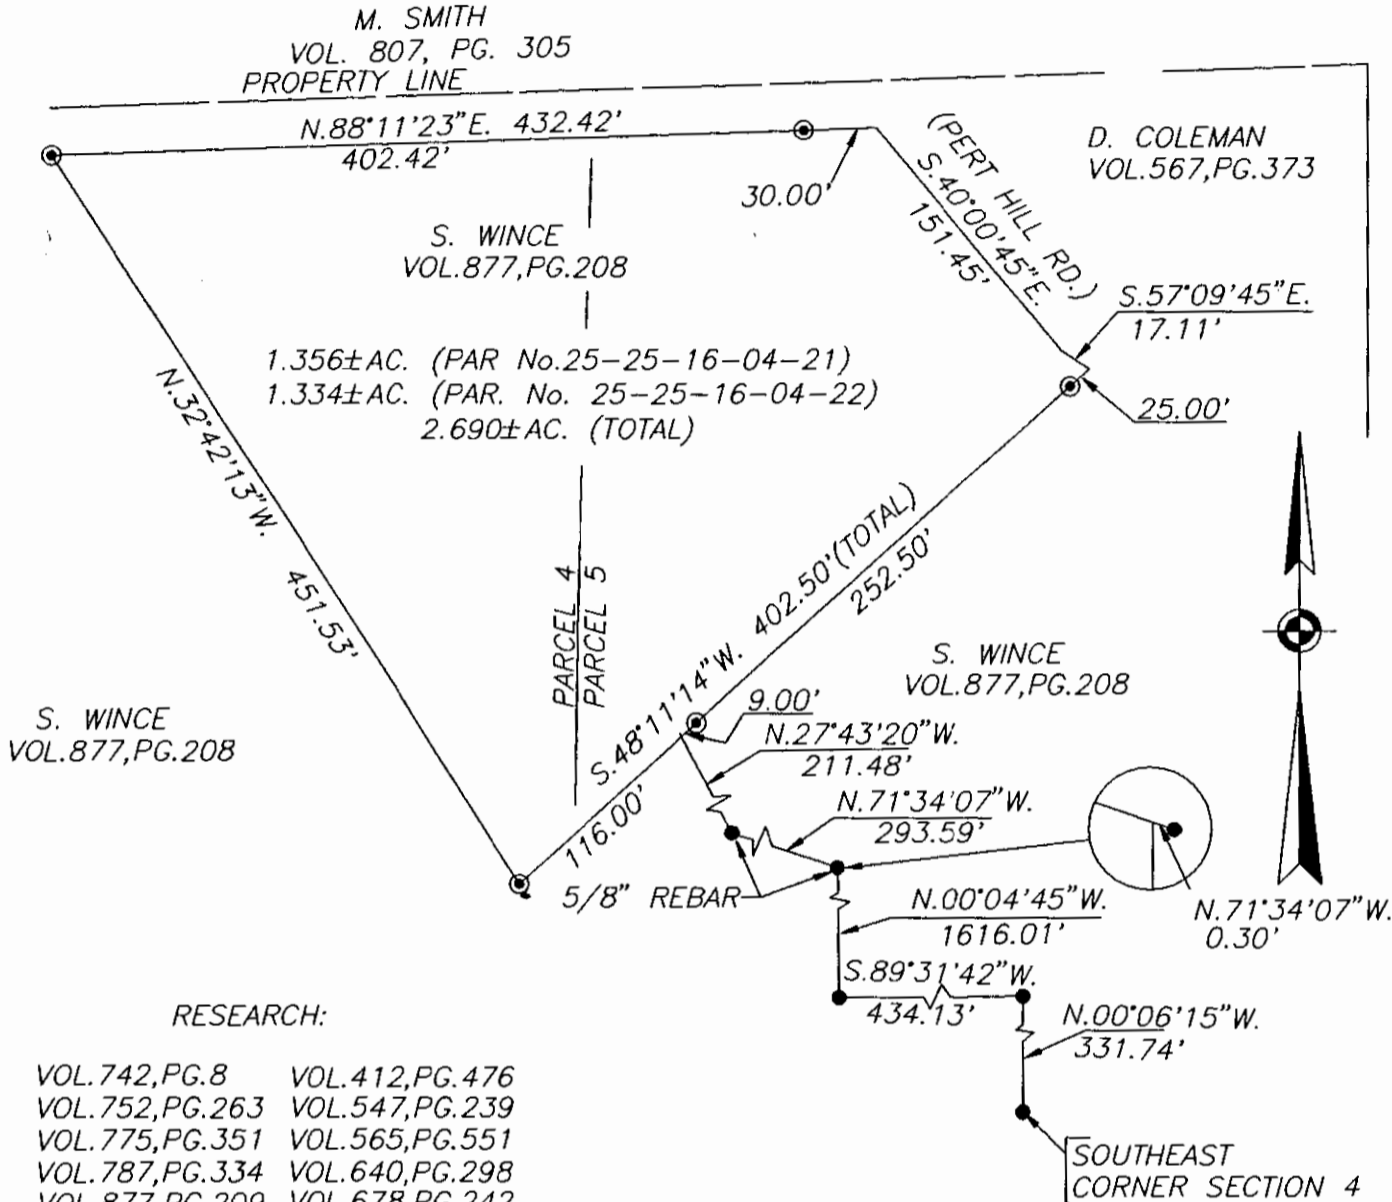 M. SMITH
VOL. 807, PG. 305
PROPERTY LINE
N.88°11'23"E. 432.42'
402.42'
30.00'
(PERT HILL RD.)
S.40°00'45"E.
151.45'
D. COLEMAN
VOL.567,PG.373
S.57°09'45"E.
17.11'
25.00'
S. WINCE
VOL.877,PG.208
1.356±AC. (PAR No.25-25-16-04-21)
1.334±AC. (PAR. No. 25-25-16-04-22)
2.690±AC. (TOTAL)
N.32°42'13"W. 451.53'
PARCEL 4
PARCEL 5
S.48°11'14"W. 402.50'(TOTAL)
252.50'
116.00'
S. WINCE
VOL.877,PG.208
S. WINCE
VOL.877,PG.208
9.00'
N.27°43'20"W.
211.48'
N.71°34'07"W.
293.59'
5/8" REBAR
N.00°04'45"W.
1616.01'
N.71°34'07"W.
0.30'
S.89°31'42"W.
434.13'
N.00°06'15"W.
331.74'
SOUTHEAST
CORNER SECTION 4
RESEARCH:
VOL.742,PG.8 VOL.412,PG.476
VOL.752,PG.263 VOL.547,PG.239
VOL.775,PG.351 VOL.565,PG.551
VOL.787,PG.334 VOL.640,PG.298
VOL.877,PG.209 VOL.678,PG.242